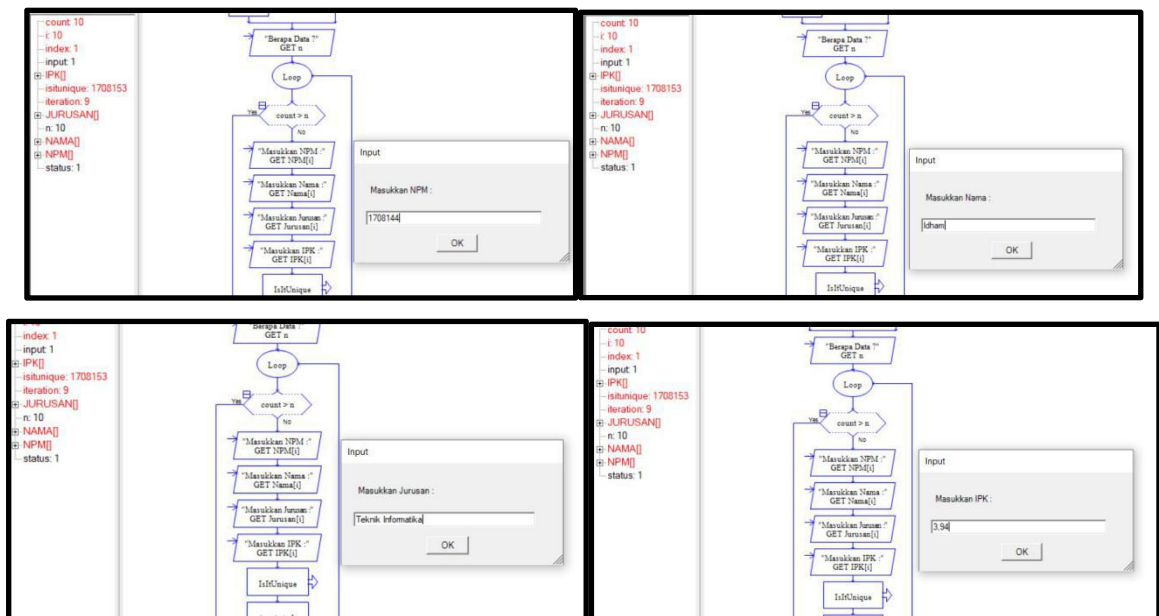 count: 10
i: 10
index: 1
input: 1
IPK[]
isitunique: 1708153
iteration: 9
JURUSAN[]
n: 10
NAMA[]
NPM[]
status: 1
"Berapa Data ?"
GET n
Loop
Yes
count > n
No
"Masukkan NPM :"
GET NPM[i]
"Masukkan Nama :"
GET Nama[i]
"Masukkan Jurusan :"
GET Jurusan[i]
"Masukkan IPK :"
GET IPK[i]
IsItUnique
Input
Masukkan NPM :
1708144
OK
count: 10
i: 10
index: 1
input: 1
IPK[]
isitunique: 1708153
iteration: 9
JURUSAN[]
n: 10
NAMA[]
NPM[]
status: 1
"Berapa Data ?"
GET n
Loop
Yes
count > n
No
"Masukkan NPM :"
GET NPM[i]
"Masukkan Nama :"
GET Nama[i]
"Masukkan Jurusan :"
GET Jurusan[i]
"Masukkan IPK :"
GET IPK[i]
IsItUnique
Input
Masukkan Nama :
Idham
OK
index: 1
input: 1
IPK[]
isitunique: 1708153
iteration: 9
JURUSAN[]
n: 10
NAMA[]
NPM[]
status: 1
"Berapa Data ?"
GET n
Loop
Yes
count > n
No
"Masukkan NPM :"
GET NPM[i]
"Masukkan Nama :"
GET Nama[i]
"Masukkan Jurusan :"
GET Jurusan[i]
"Masukkan IPK :"
GET IPK[i]
IsItUnique
Input
Masukkan Jurusan :
Teknik Informatika
OK
count: 10
i: 10
index: 1
input: 1
IPK[]
isitunique: 1708153
iteration: 9
JURUSAN[]
n: 10
NAMA[]
NPM[]
status: 1
"Berapa Data ?"
GET n
Loop
Yes
count > n
No
"Masukkan NPM :"
GET NPM[i]
"Masukkan Nama :"
GET Nama[i]
"Masukkan Jurusan :"
GET Jurusan[i]
"Masukkan IPK :"
GET IPK[i]
IsItUnique
Input
Masukkan IPK :
3,94
OK